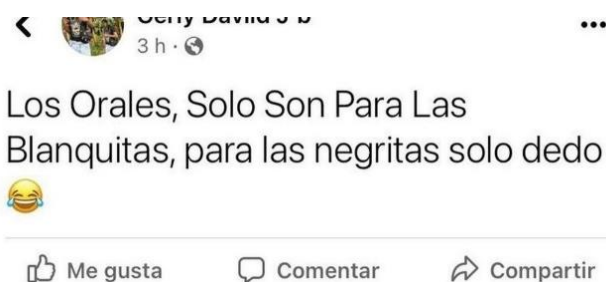 3 h ·
Los Orales, Solo Son Para Las
Blanquitas, para las negritas solo dedo
😂
Me gusta Comentar Compartir